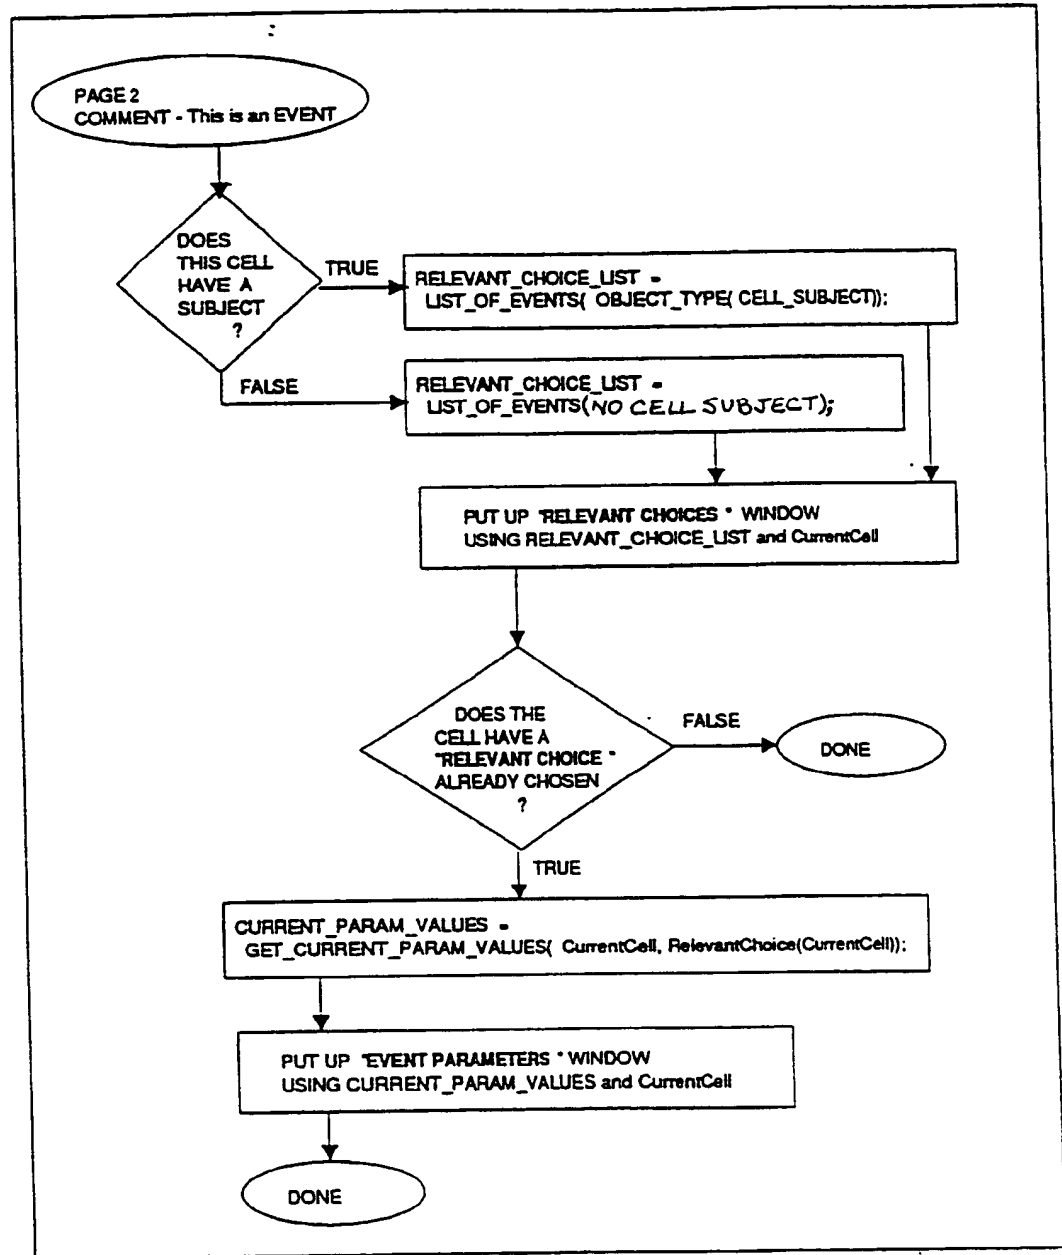 PAGE 2
COMMENT - This is an EVENT
DOES
THIS CELL
HAVE A
SUBJECT
?
TRUE
RELEVANT_CHOICE_LIST =
LIST_OF_EVENTS( OBJECT_TYPE( CELL_SUBJECT));
FALSE
RELEVANT_CHOICE_LIST =
LIST_OF_EVENTS(NO CELL SUBJECT);
PUT UP "RELEVANT CHOICES " WINDOW
USING RELEVANT_CHOICE_LIST and CurrentCell
DOES THE
CELL HAVE A
"RELEVANT CHOICE "
ALREADY CHOSEN
?
FALSE
DONE
TRUE
CURRENT_PARAM_VALUES =
GET_CURRENT_PARAM_VALUES( CurrentCell, RelevantChoice(CurrentCell));
PUT UP "EVENT PARAMETERS " WINDOW
USING CURRENT_PARAM_VALUES and CurrentCell
DONE